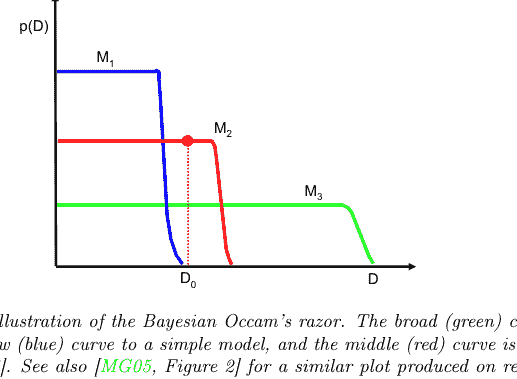 p(D)
M1
M2
M3
D0
D
llustration of the Bayesian Occam's razor. The broad (green) c
w (blue) curve to a simple model, and the middle (red) curve is
]. See also [MG05, Figure 2] for a similar plot produced on re